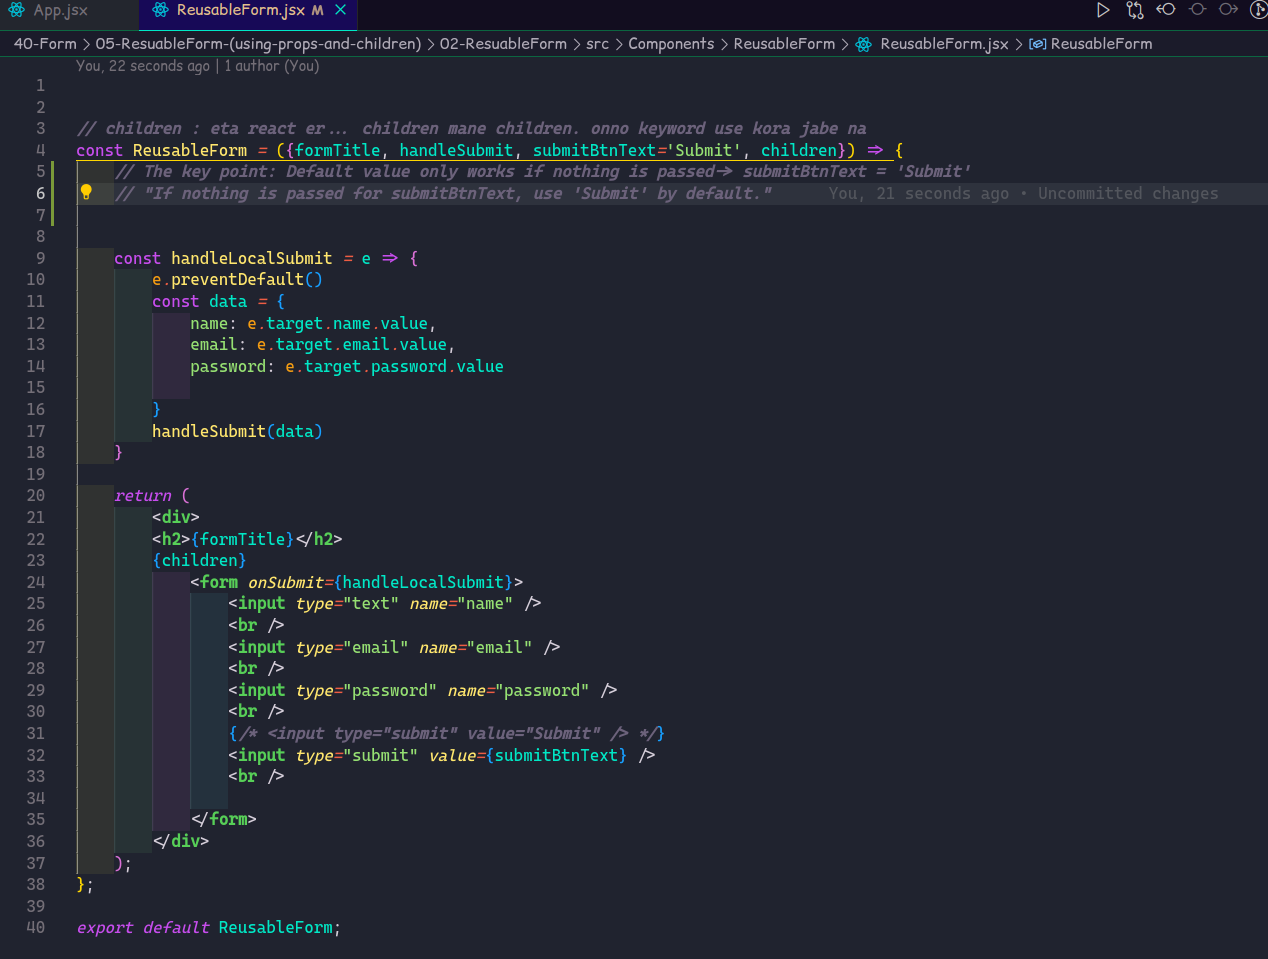 App.jsx ReusableForm.jsx M
40-Form > 05-ResuableForm-(using-props-and-children) > 02-ResuableForm > src > Components > ReusableForm > ReusableForm.jsx > ReusableForm
You, 22 seconds ago | 1 author (You)
1
2
3 // children : eta react er... children mane children. onno keyword use kora jabe na
4 const ReusableForm = ({formTitle, handleSubmit, submitBtnText='Submit', children}) => {
5 // The key point: Default value only works if nothing is passed-> submitBtnText = 'Submit'
6 // "If nothing is passed for submitBtnText, use 'Submit' by default." You, 21 seconds ago • Uncommitted changes
7
8
9 const handleLocalSubmit = e => {
10 e.preventDefault()
11 const data = {
12 name: e.target.name.value,
13 email: e.target.email.value,
14 password: e.target.password.value
15
16 }
17 handleSubmit(data)
18 }
19
20 return (
21 <div>
22 <h2>{formTitle}</h2>
23 {children}
24 <form onSubmit={handleLocalSubmit}>
25 <input type="text" name="name" />
26 <br />
27 <input type="email" name="email" />
28 <br />
29 <input type="password" name="password" />
30 <br />
31 {/* <input type="submit" value="Submit" /> */}
32 <input type="submit" value={submitBtnText} />
33 <br />
34
35 </form>
36 </div>
37 );
38 };
39
40 export default ReusableForm;